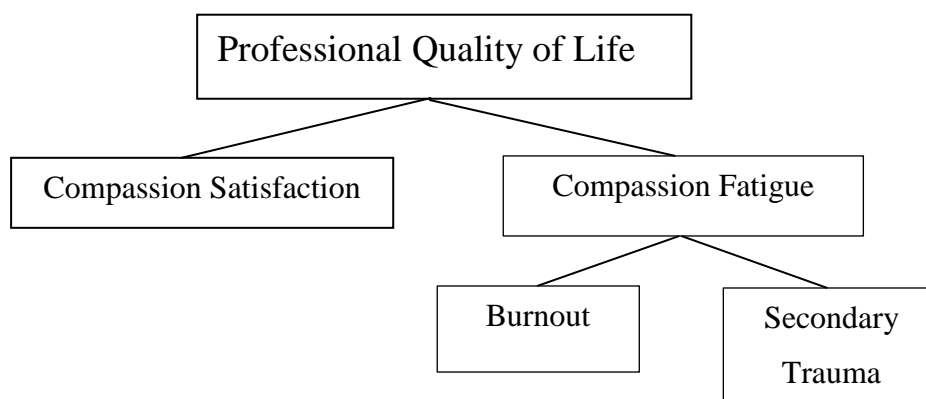 Professional Quality of Life
Compassion Satisfaction
Compassion Fatigue
Burnout
Secondary
Trauma